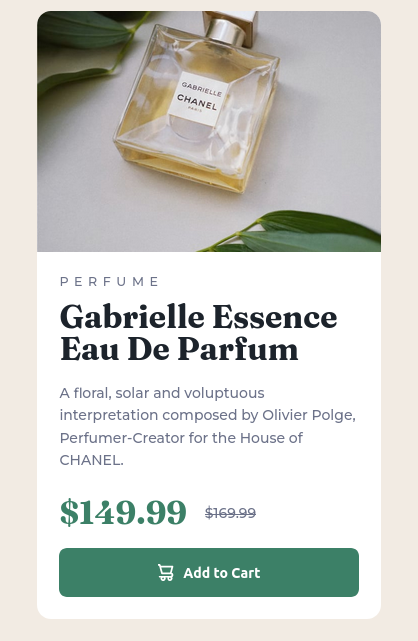 GABRIELLE
CHANEL
PARIS
PERFUME
Gabrielle Essence
Eau De Parfum
A floral, solar and voluptuous
interpretation composed by Olivier Polge,
Perfumer-Creator for the House of
CHANEL.
$149.99 $169.99
Add to Cart